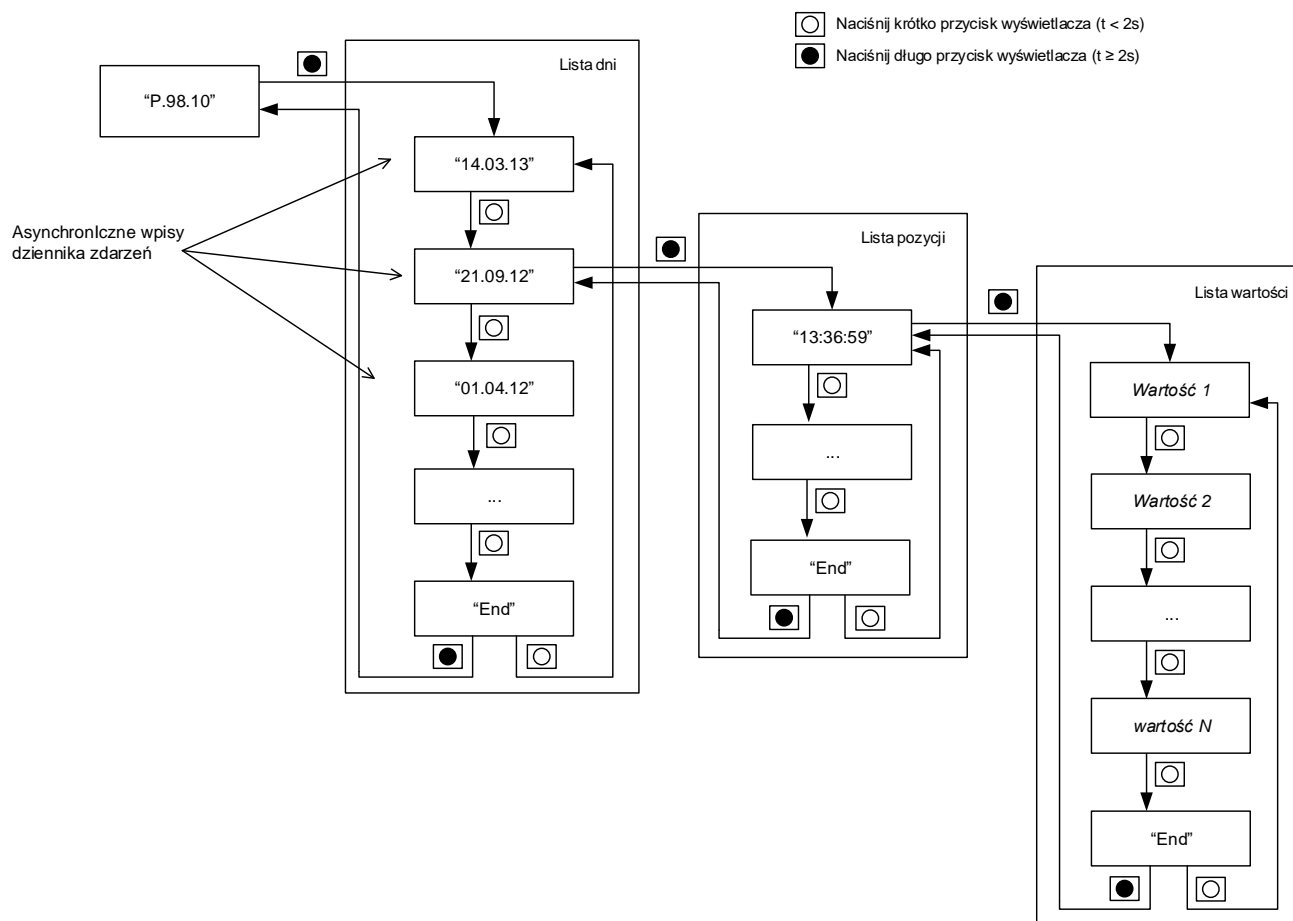 Naciśnij krótko przycisk wyświetlacza (t < 2s)
Naciśnij długo przycisk wyświetlacza (t ≥ 2s)
“P.98.10”
Lista dni
“14.03.13”
AsynchronIczne wpisy
dziennika zdarzeń
“21.09.12”
“01.04.12”
...
“End”
Lista pozycji
“13:36:59”
...
“End”
Lista wartości
Wartość 1
Wartość 2
...
wartość N
“End”